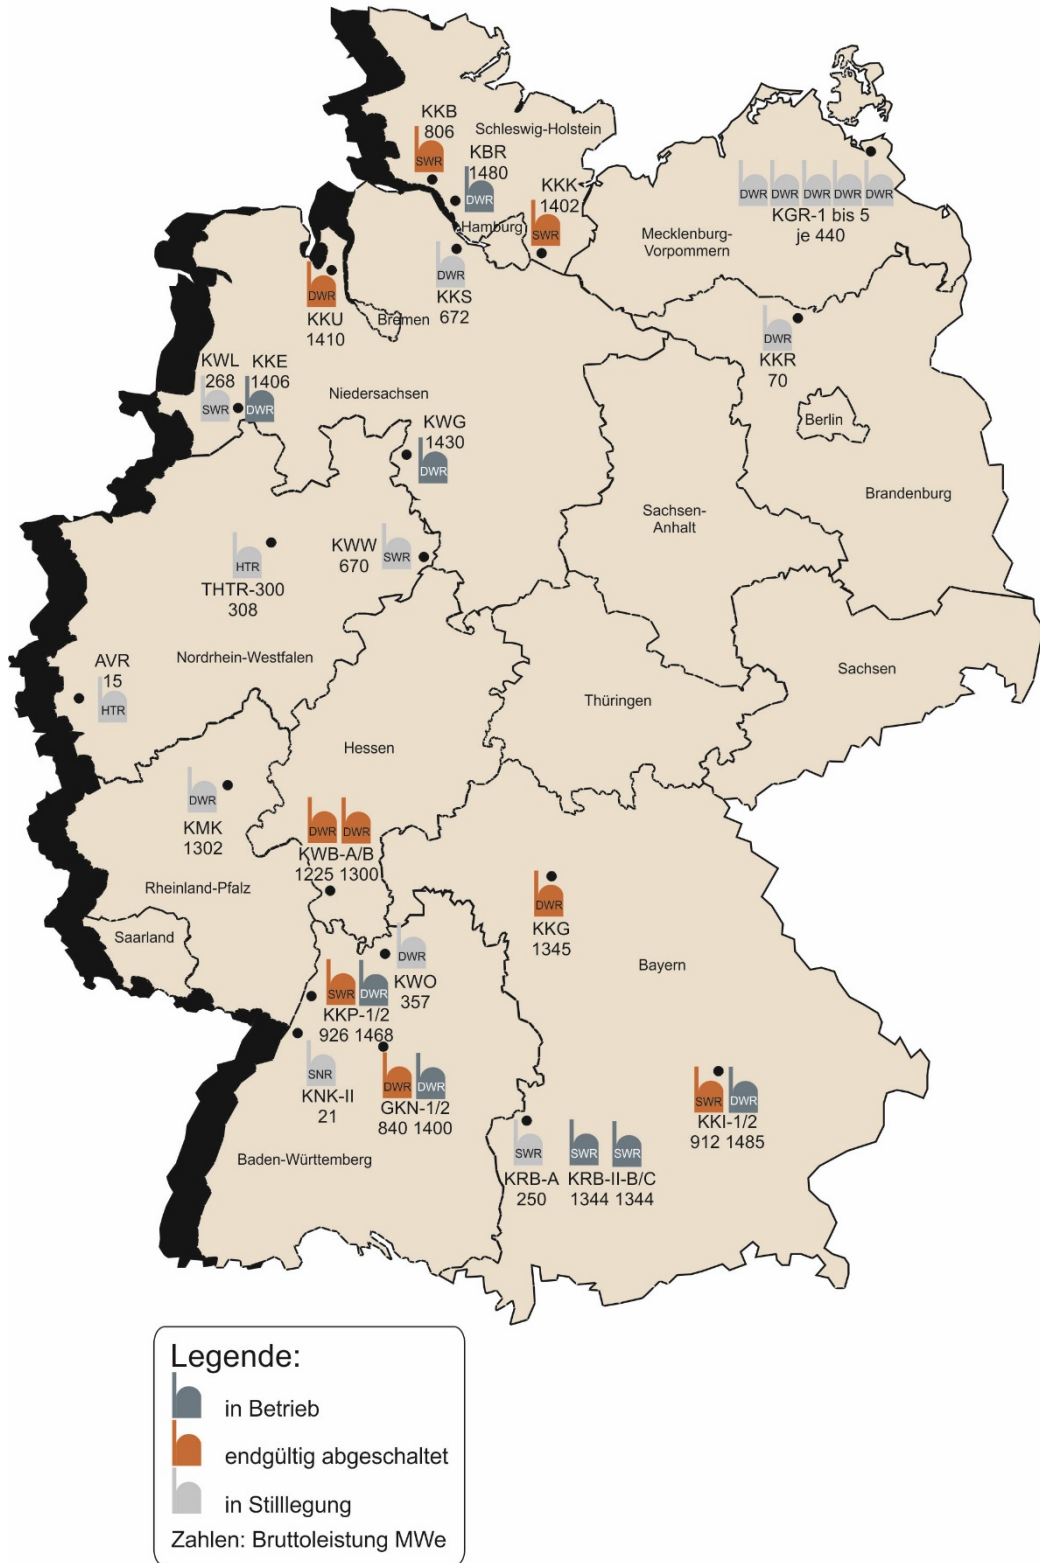 KKB
806
SWR
Schleswig-Holstein
KBR
1480
DWR
KKK
1402
SWR
Hamburg
DWR DWR DWR DWR DWR
KGR-1 bis 5
je 440
Mecklenburg-
Vorpommern
DWR
KKS
672
DWR
KKU
1410
Bremen
DWR
KKR
70
KWL
268
SWR
KKE
1406
DWR
Niedersachsen
Berlin
KWG
1430
DWR
Brandenburg
Sachsen-
Anhalt
KWW
670
SWR
HTR
THTR-300
308
Nordrhein-Westfalen
AVR
15
HTR
Sachsen
Thüringen
Hessen
DWR
KMK
1302
DWR DWR
KWB-A/B
1225 1300
Rheinland-Pfalz
DWR
KKG
1345
Saarland
Bayern
DWR
KWO
357
SWR DWR
KKP-1/2
926 1468
SNR
KNK-II
21
DWR DWR
GKN-1/2
840 1400
SWR DWR
KKI-1/2
912 1485
Baden-Württemberg
SWR
KRB-A
250
SWR SWR
KRB-II-B/C
1344 1344
Legende:
in Betrieb
endgültig abgeschaltet
in Stilllegung
Zahlen: Bruttoleistung MWe